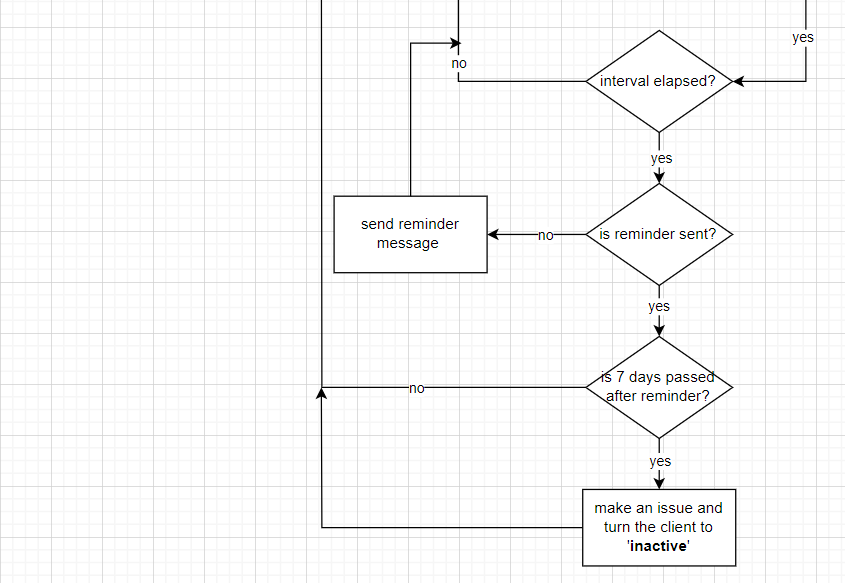 yes
no
interval elapsed?
yes
send reminder
message
no
is reminder sent?
yes
is 7 days passed
after reminder?
no
yes
make an issue and
turn the client to
'inactive'